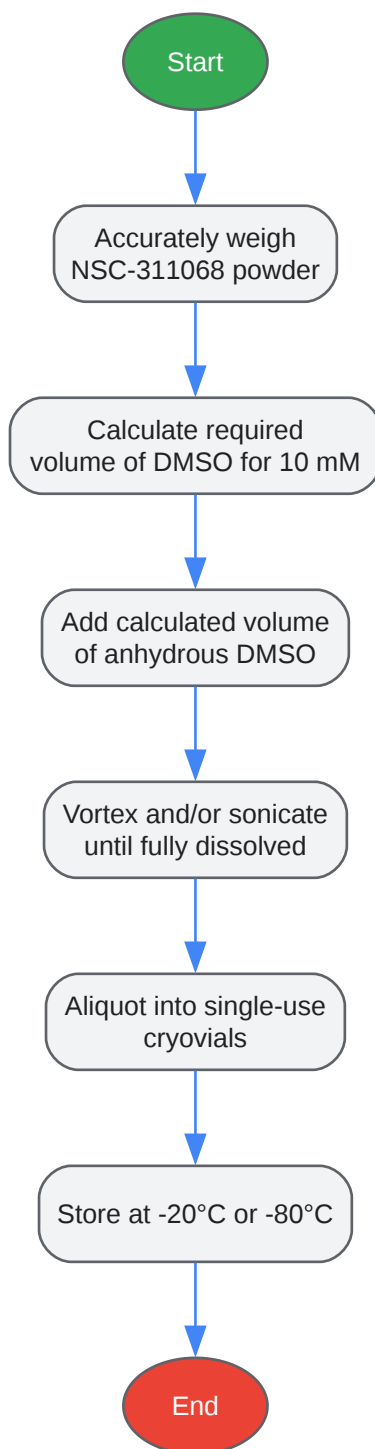 Start
Accurately weigh
NSC-311068 powder
Calculate required
volume of DMSO for 10 mM
Add calculated volume
of anhydrous DMSO
Vortex and/or sonicate
until fully dissolved
Aliquot into single-use
cryovials
Store at -20°C or -80°C
End